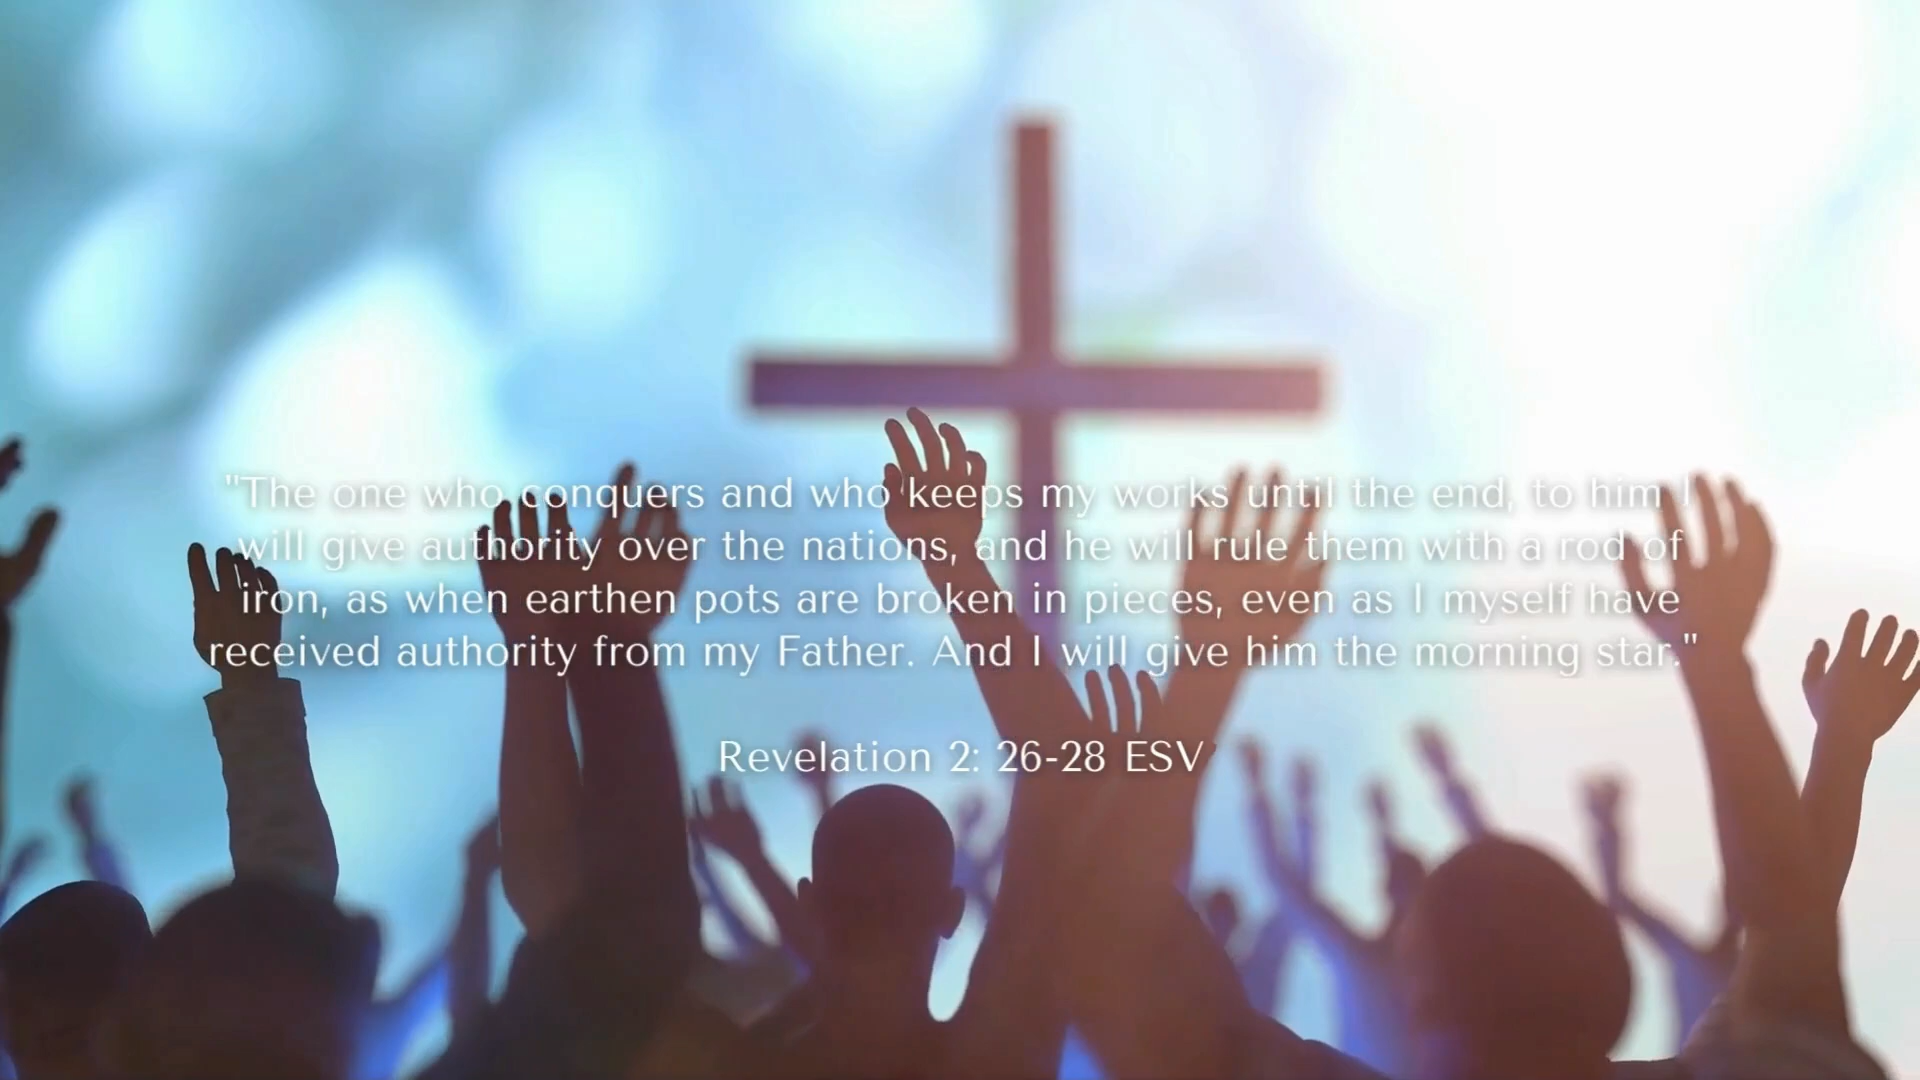 "The one who conquers and who keeps my works until the end, to him I
will give authority over the nations, and he will rule them with a rod of
iron, as when earthen pots are broken in pieces, even as I myself have
received authority from my Father. And I will give him the morning star."
Revelation 2: 26-28 ESV